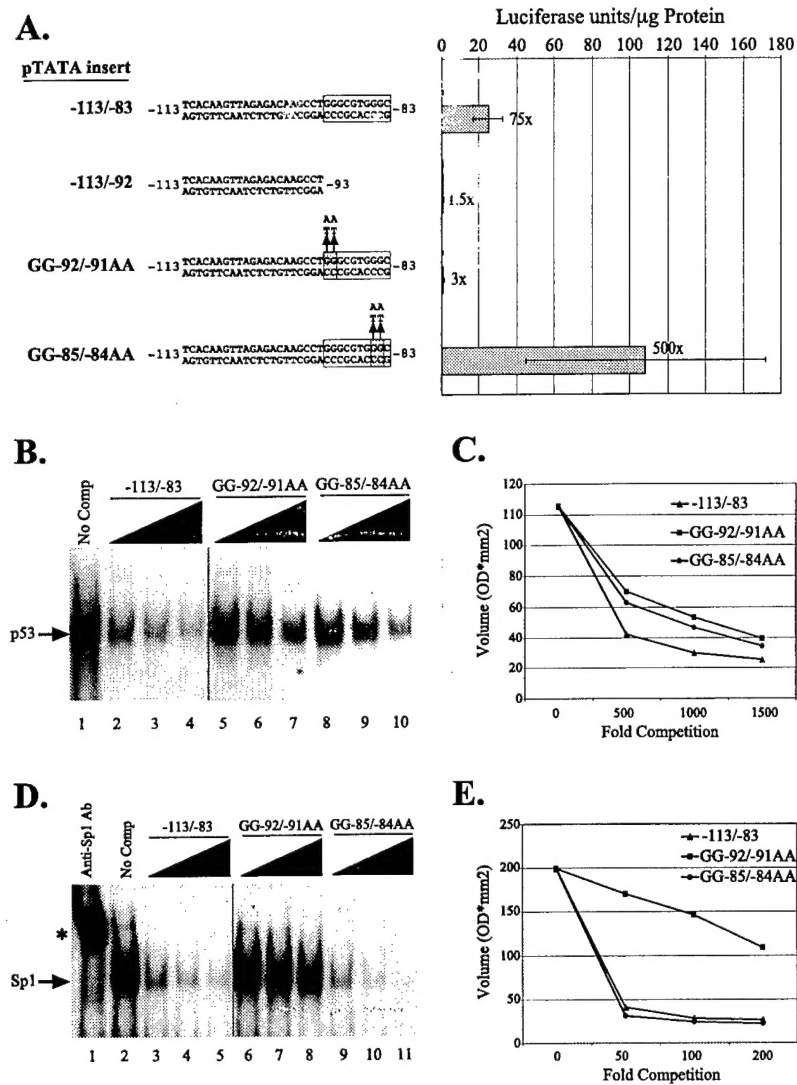 A.
Luciferase units/µg Protein
0 20 40 60 80 100 120 140 160 180
pTATA insert
-113/-83
-113 TCACAAGTTAGAGACAAGCCTGGGCGTGGGC -83
AGTGTTCAATCTCTGTTCGGACCCGCACCCG
75x
-113/-92
-113 TCACAAGTTAGAGACAAGCCT -93
AGTGTTCAATCTCTGTTCGGA
1.5x
AA
TT
GG-92/-91AA
-113 TCACAAGTTAGAGACAAGCCTGGGCGTGGGC -83
AGTGTTCAATCTCTGTTCGGACCCGCACCCG
3x
AA
TT
GG-85/-84AA
-113 TCACAAGTTAGAGACAAGCCTGGGCGTGGGC -83
AGTGTTCAATCTCTGTTCGGACCCGCACCCG
500x
B.
No Comp
-113/-83
GG-92/-91AA
GG-85/-84AA
p53
*
1 2 3 4 5 6 7 8 9 10
C.
120
110
80
60
40
20
0
Volume (OD*mm2)
-113/-83
GG-92/-91AA
GG-85/-84AA
0 500 1000 1500
Fold Competition
D.
Anti-Sp1 Ab
No Comp
-113/-83
GG-92/-91AA
GG-85/-84AA
*
Sp1
1 2 3 4 5 6 7 8 9 10 11
E.
250
200
150
100
50
0
Volume (OD*mm2)
-113/-83
GG-92/-91AA
GG-85/-84AA
0 50 100 200
Fold Competition